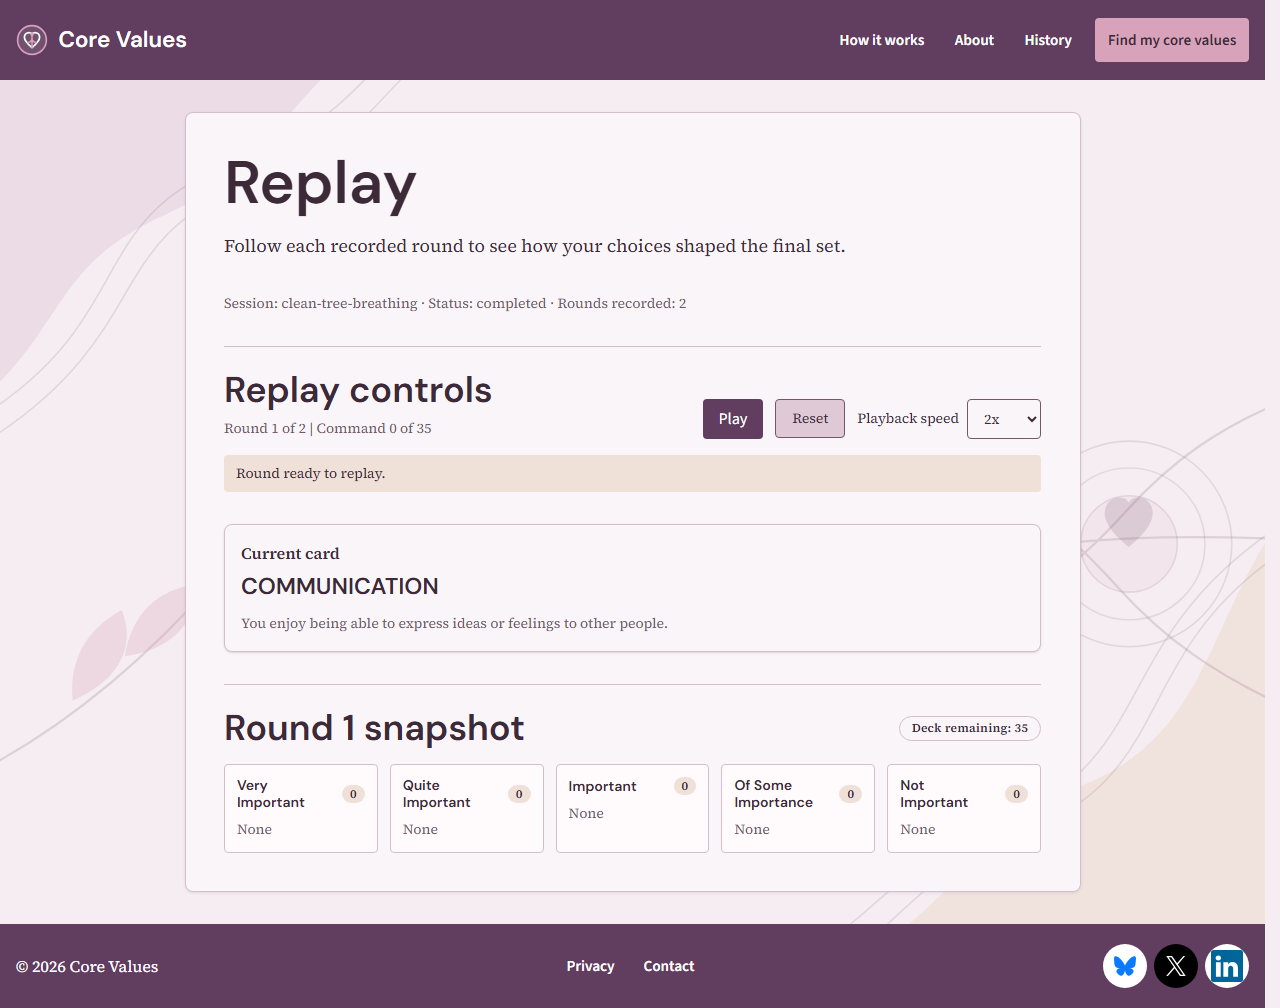 Core Values
How it works
About
History
Find my core values
Replay
Follow each recorded round to see how your choices shaped the final set.
Session: clean-tree-breathing · Status: completed · Rounds recorded: 2
Replay controls
Round 1 of 2 | Command 0 of 35
Play
Reset
Playback speed
2x
Round ready to replay.
Current card
COMMUNICATION
You enjoy being able to express ideas or feelings to other people.
Round 1 snapshot
Deck remaining: 35
Very
Important
0
None
Quite
Important
0
None
Important
0
None
Of Some
Importance
0
None
Not
Important
0
None
© 2026 Core Values
Privacy
Contact
in